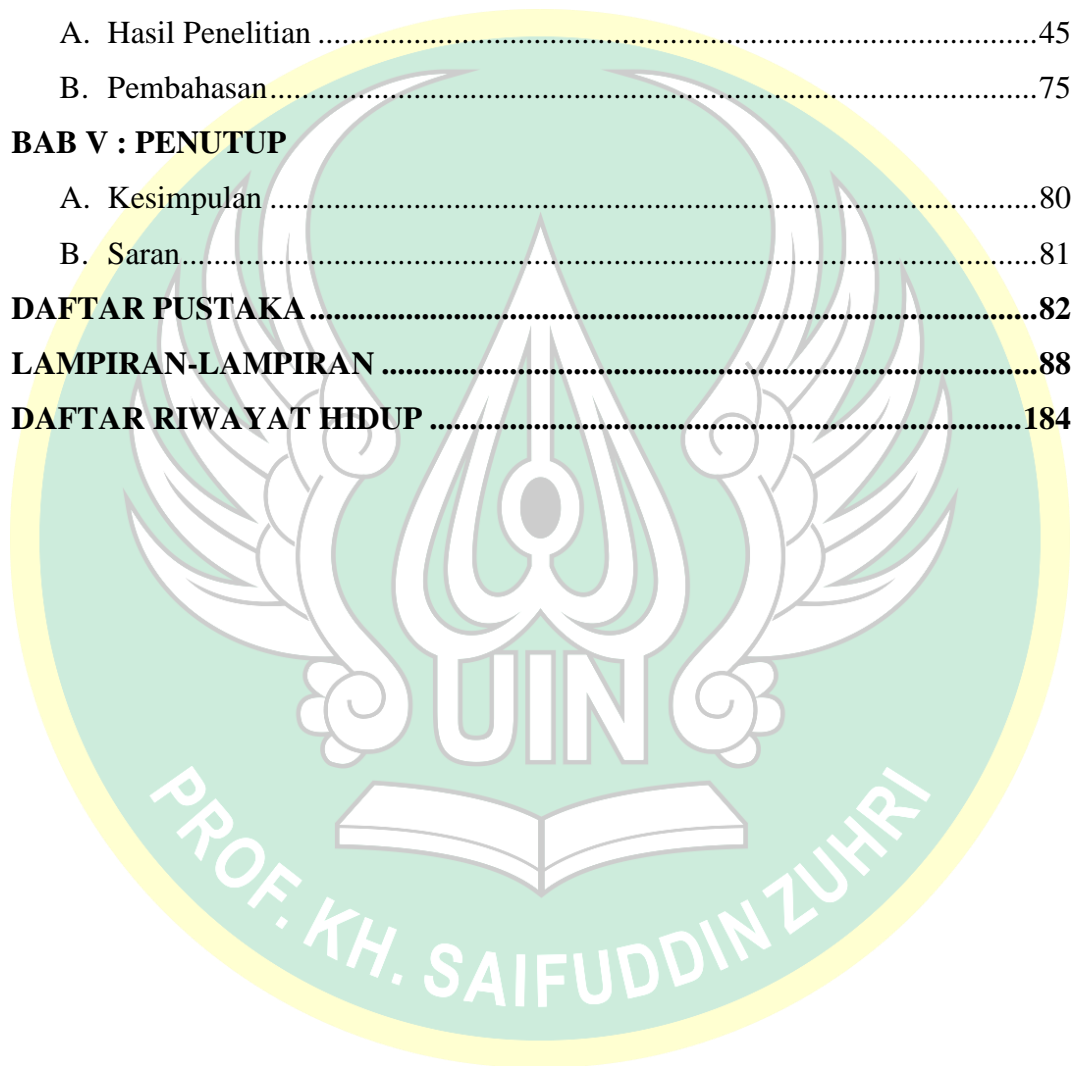 A. Hasil Penelitian ........................................................................................... 45
B. Pembahasan ................................................................................................. 75
BAB V : PENUTUP
A. Kesimpulan ................................................................................................. 80
B. Saran ............................................................................................................ 81
DAFTAR PUSTAKA ............................................................................................ 82
LAMPIRAN-LAMPIRAN ................................................................................... 88
DAFTAR RIWAYAT HIDUP ........................................................................... 184
UIN
PROF. KH. SAIFUDDIN ZUHRI